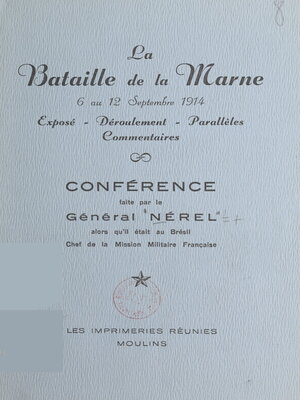 8
La
Bataille de la Marne
6 au 12 Septembre 1914
Exposé - Déroulement - Parallèles
Commentaires
CONFÉRENCE
faite par le
Général "NÉREL"
alors qu'il était au Brésil
Chef de la Mission Militaire Française
LES IMPRIMERIES RÉUNIES
MOULINS